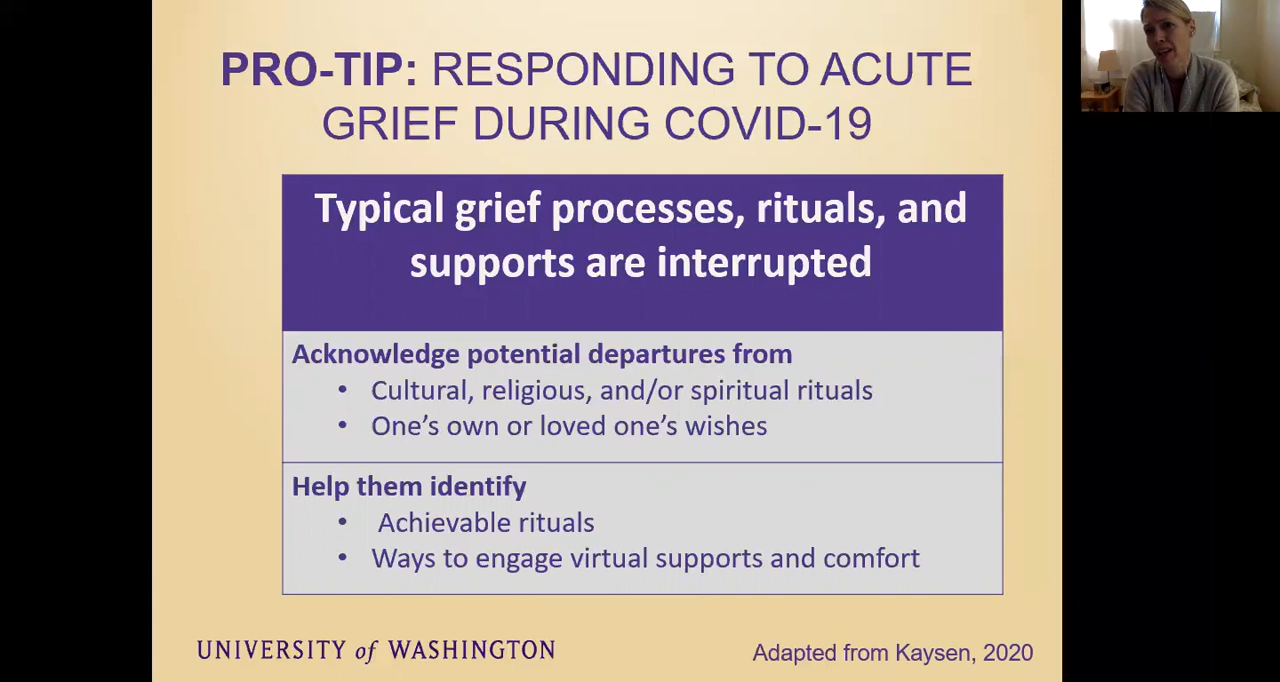 PRO-TIP: RESPONDING TO ACUTE
GRIEF DURING COVID-19
Typical grief processes, rituals, and
supports are interrupted
Acknowledge potential departures from
• Cultural, religious, and/or spiritual rituals
• One’s own or loved one’s wishes
Help them identify
• Achievable rituals
• Ways to engage virtual supports and comfort
UNIVERSITY of WASHINGTON
Adapted from Kaysen, 2020